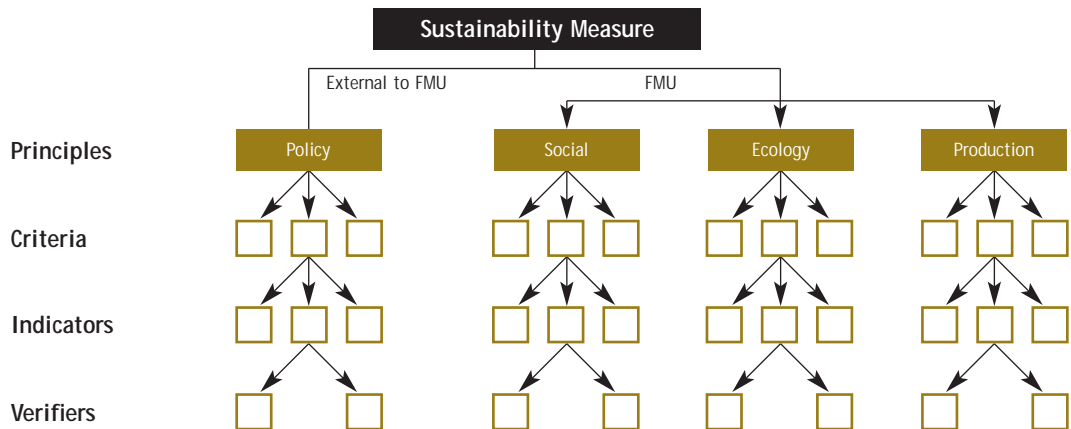 Sustainability Measure
External to FMU
FMU
Principles
Policy
Social
Ecology
Production
Criteria
Indicators
Verifiers